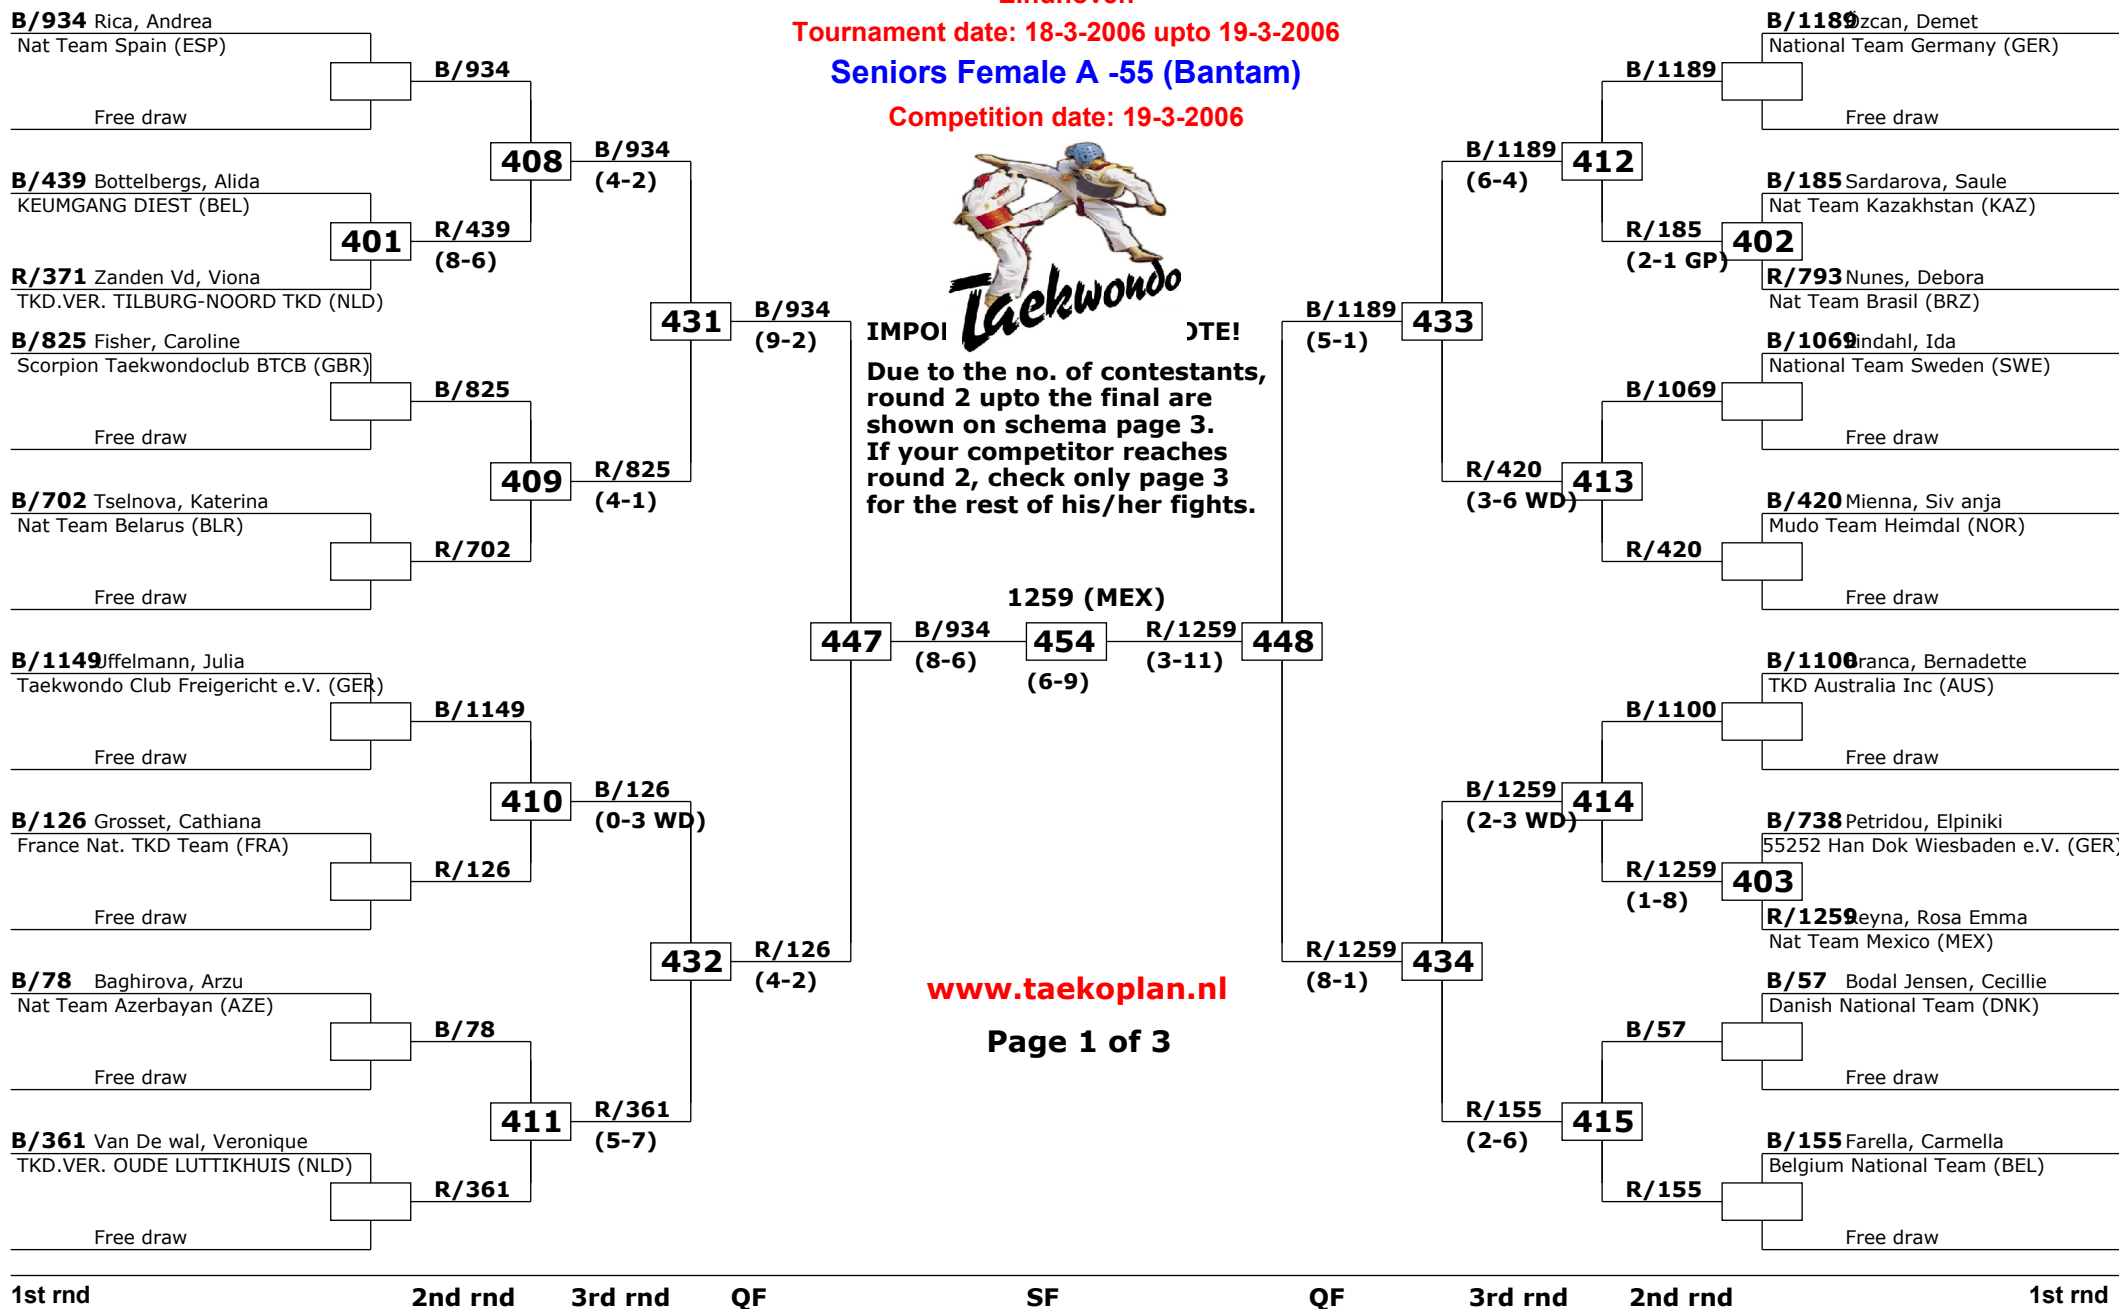 Eindhoven
Tournament date: 18-3-2006 upto 19-3-2006
Seniors Female A -55 (Bantam)
Competition date: 19-3-2006
Taekwondo
IMPO OTE!
Due to the no. of contestants,
round 2 upto the final are
shown on schema page 3.
If your competitor reaches
round 2, check only page 3
for the rest of his/her fights.
B/934 Rica, Andrea
Nat Team Spain (ESP)
Free draw
B/439 Bottelbergs, Alida
KEUMGANG DIEST (BEL)
401
R/371 Zanden Vd, Viona
TKD.VER. TILBURG-NOORD TKD (NLD)
B/825 Fisher, Caroline
Scorpion Taekwondoclub BTCB (GBR)
Free draw
B/702 Tselnova, Katerina
Nat Team Belarus (BLR)
Free draw
B/1149 Uffelmann, Julia
Taekwondo Club Freigericht e.V. (GER)
Free draw
B/126 Grosset, Cathiana
France Nat. TKD Team (FRA)
Free draw
B/78 Baghirova, Arzu
Nat Team Azerbayan (AZE)
Free draw
B/361 Van De wal, Veronique
TKD.VER. OUDE LUTTIKHUIS (NLD)
Free draw
B/934
408
R/439
(8-6)
B/825
409
R/702
B/1149
410
R/126
B/78
411
R/361
B/934
(4-2)
431
R/825
(4-1)
B/126
(0-3 WD)
432
R/361
(5-7)
B/934
(9-2)
447
R/126
(4-2)
B/934
(8-6)
1259 (MEX)
454
(6-9)
R/1259
(3-11)
448
B/1189
(5-1)
R/1259
(8-1)
433
434
B/1189
(6-4)
R/420
(3-6 WD)
B/1259
(2-3 WD)
R/155
(2-6)
412
413
414
415
B/1189
R/185
(2-1 GP)
B/1069
R/420
B/1100
R/1259
(1-8)
B/57
R/155
B/1189 Özcan, Demet
National Team Germany (GER)
Free draw
B/185 Sardarova, Saule
Nat Team Kazakhstan (KAZ)
402
R/793 Nunes, Debora
Nat Team Brasil (BRZ)
B/1069 Lindahl, Ida
National Team Sweden (SWE)
Free draw
B/420 Mienna, Siv anja
Mudo Team Heimdal (NOR)
Free draw
B/1100 Branca, Bernadette
TKD Australia Inc (AUS)
Free draw
B/738 Petridou, Elpiniki
55252 Han Dok Wiesbaden e.V. (GER)
403
R/1259 Reyna, Rosa Emma
Nat Team Mexico (MEX)
B/57 Bodal Jensen, Cecillie
Danish National Team (DNK)
Free draw
B/155 Farella, Carmella
Belgium National Team (BEL)
Free draw
www.taekoplan.nl
Page 1 of 3
1st rnd 2nd rnd 3rd rnd QF SF QF 3rd rnd 2nd rnd 1st rnd